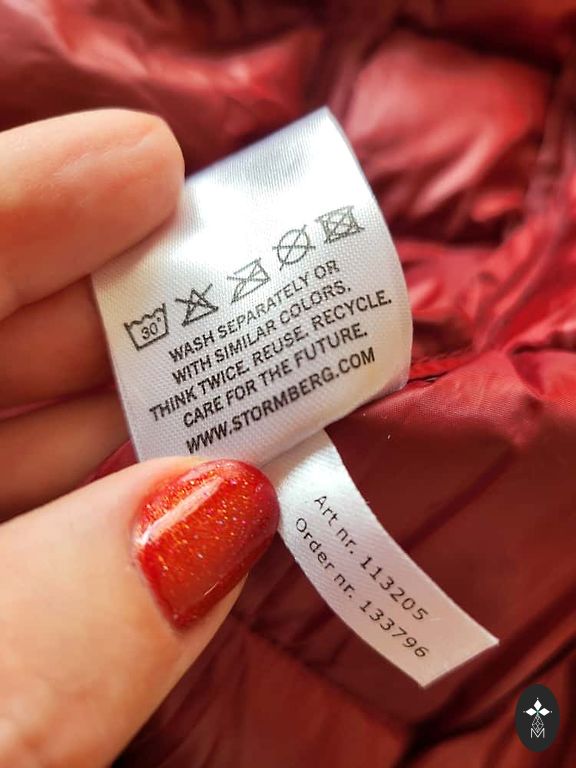 30°
WASH SEPARATELY OR
WITH SIMILAR COLORS.
THINK TWICE. REUSE. RECYCLE.
CARE FOR THE FUTURE.
WWW.STORMBERG.COM
Art nr. 113205
Order nr. 133796
M